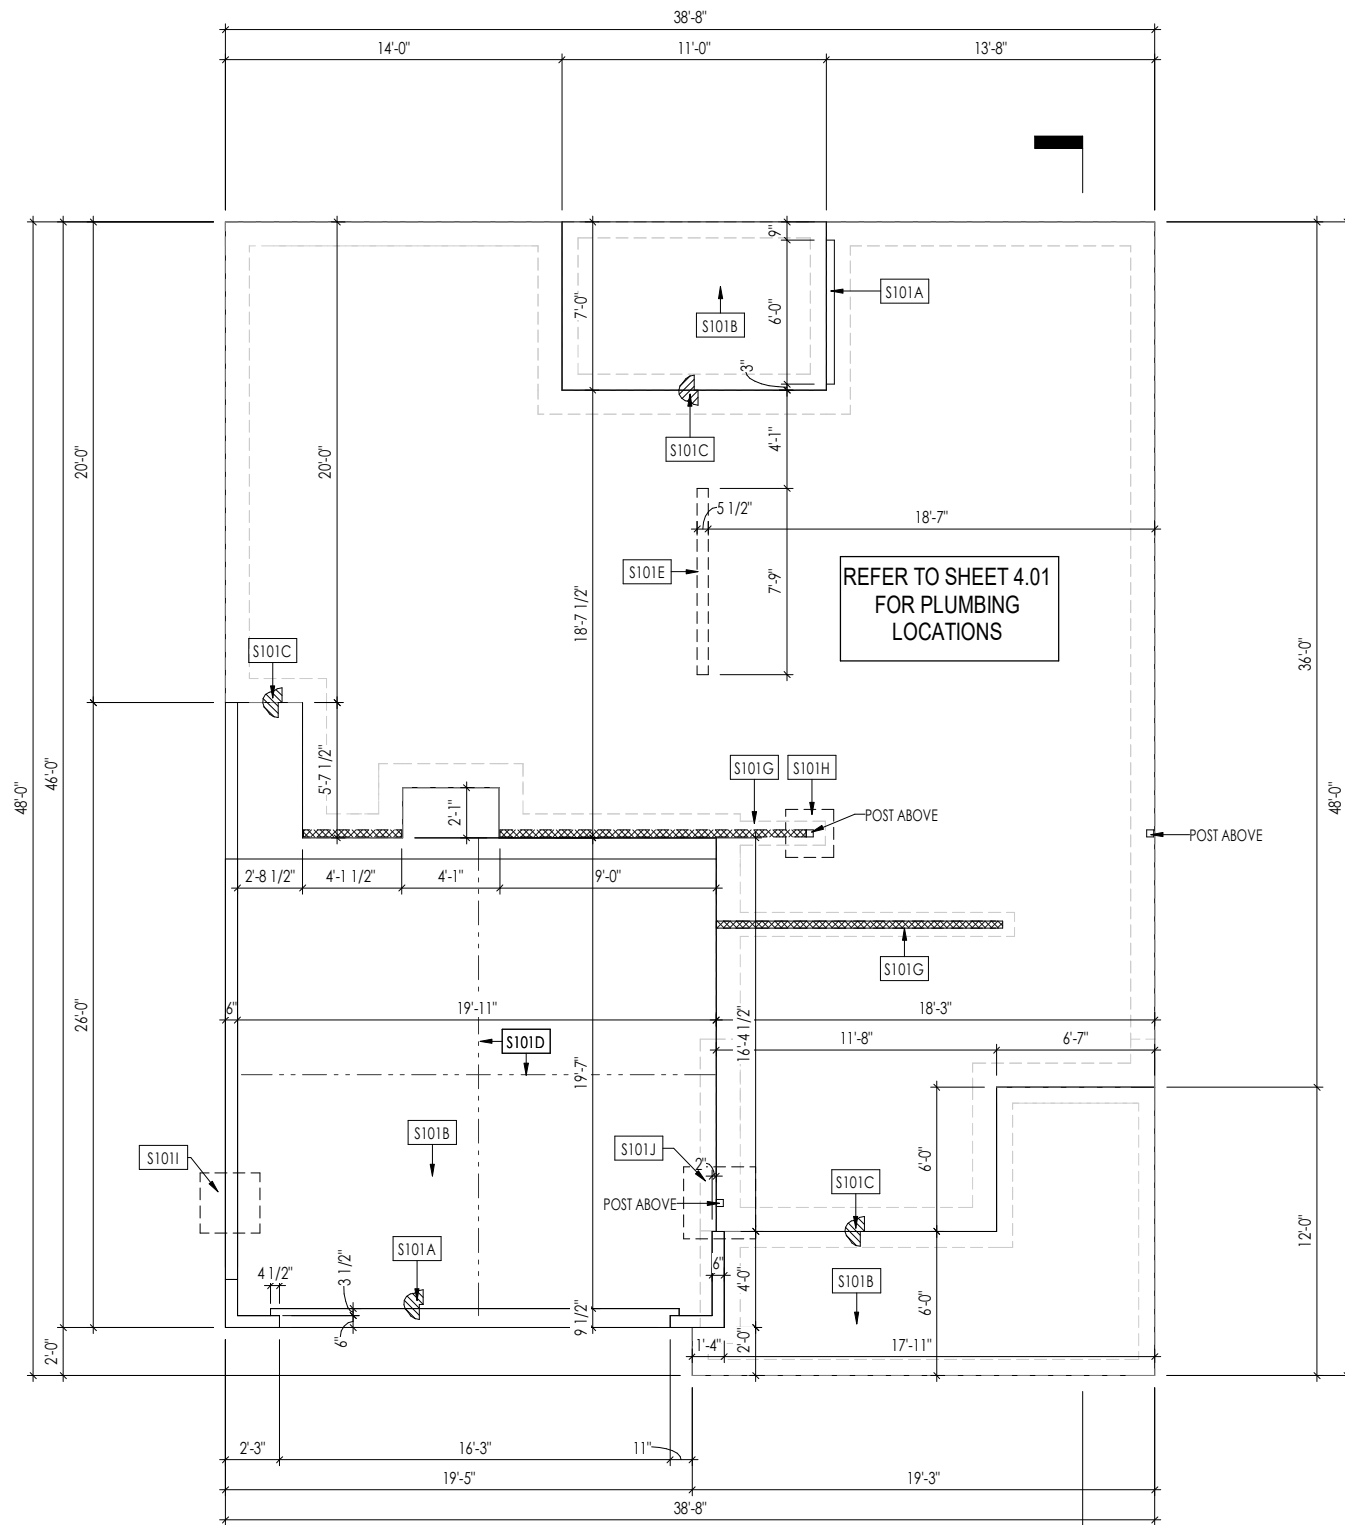 38'-8"
14'-0"
11'-0"
13'-8"
9"
S101A
7'-0"
6'-0"
S101B
3"
S101C
4'-1"
20'-0"
20'-0"
5 1/2"
18'-7"
S101E
7'-9"
REFER TO SHEET 4.01
FOR PLUMBING
LOCATIONS
18'-7 1/2"
36'-0"
S101C
5'-7 1/2"
48'-0"
46'-0"
S101G
S101H
48'-0"
2'-1"
POST ABOVE
POST ABOVE
2'-8 1/2"
4'-1 1/2"
4'-1"
9'-0"
S101G
26'-0"
6"
19'-11"
18'-3"
16'-4 1/2"
S101D
11'-8"
6'-7"
19'-7"
S101B
S101I
S101J
2"
6'-0"
S101C
POST ABOVE
12'-0"
S101A
4 1/2"
3 1/2"
6"
4'-0"
S101B
6'-0"
6"
9 1/2"
2'-0"
2'-0"
1'-4"
17'-11"
2'-3"
16'-3"
11"
19'-5"
19'-3"
38'-8"